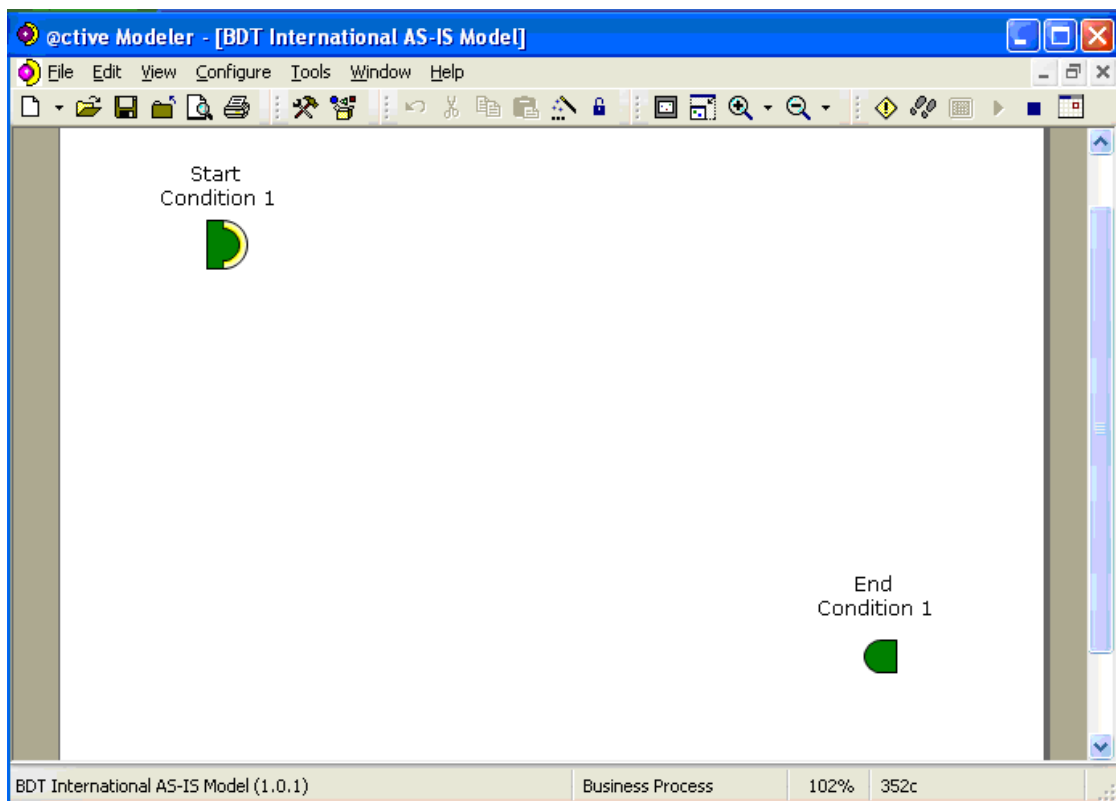 @ctive Modeler - [BDT International AS-IS Model]
File Edit View Configure Tools Window Help
Start
Condition 1
End
Condition 1
BDT International AS-IS Model (1.0.1) Business Process 102% 352c